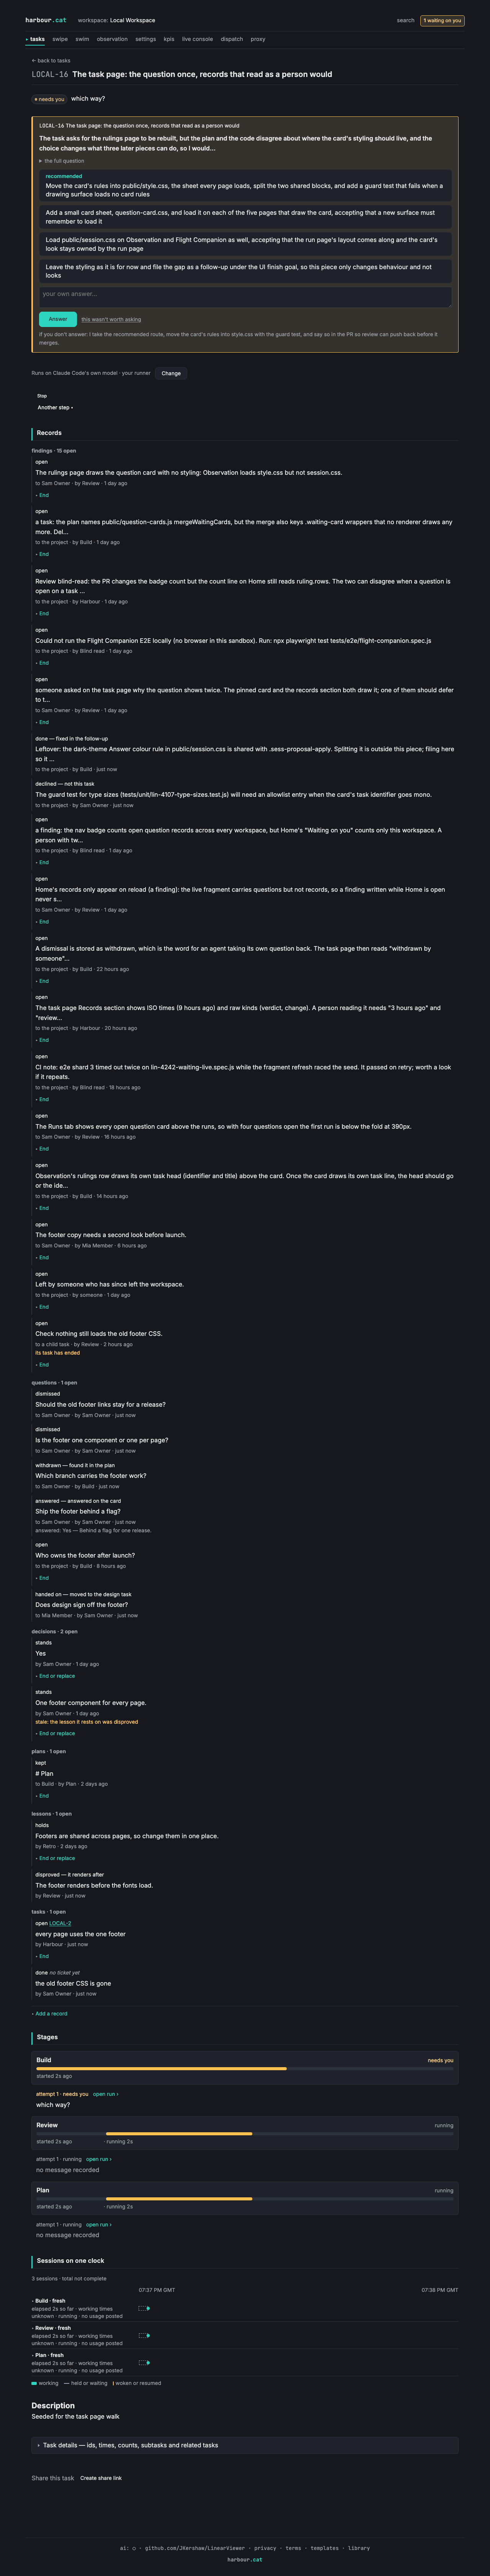 harbour.cat workspace: Local Workspace search 1 waiting on you
• tasks swipe swim observation settings kpis live console dispatch proxy
← back to tasks
LOCAL-16 The task page: the question once, records that read as a person would
● needs you which way?
LOCAL-16 The task page: the question once, records that read as a person would
The task asks for the rulings page to be rebuilt, but the plan and the code disagree about where the card's styling should live, and the
choice changes what three later pieces can do, so I would...
▶ the full question
recommended
Move the card's rules into public/style.css, the sheet every page loads, split the two shared blocks, and add a guard test that fails when a
drawing surface loads no card rules
Add a small card sheet, question-card.css, and load it on each of the five pages that draw the card, accepting that a new surface must
remember to load it
Load public/session.css on Observation and Flight Companion as well, accepting that the run page's layout comes along and the card's
look stays owned by the run page
Leave the styling as it is for now and file the gap as a follow-up under the UI finish goal, so this piece only changes behaviour and not
looks
your own answer...
Answer this wasn't worth asking
if you don't answer: I take the recommended route, move the card's rules into style.css with the guard test, and say so in the PR so review can push back before it
merges.
Runs on Claude Code's own model · your runner Change
Stop
Another step ▾
Records
findings · 15 open
open
The rulings page draws the question card with no styling: Observation loads style.css but not session.css.
to Sam Owner · by Review · 1 day ago
▸ End
open
a task: the plan names public/question-cards.js mergeWaitingCards, but the merge also keys .waiting-card wrappers that no renderer draws any
more. Del...
to the project · by Build · 1 day ago
▸ End
open
Review blind-read: the PR changes the badge count but the count line on Home still reads ruling.rows. The two can disagree when a question is
open on a task ...
to the project · by Harbour · 1 day ago
▸ End
open
Could not run the Flight Companion E2E locally (no browser in this sandbox). Run: npx playwright test tests/e2e/flight-companion.spec.js
to the project · by Blind read · 1 day ago
▸ End
open
someone asked on the task page why the question shows twice. The pinned card and the records section both draw it; one of them should defer
to t...
to Sam Owner · by Review · 1 day ago
▸ End
done — fixed in the follow-up
Leftover: the dark-theme Answer colour rule in public/session.css is shared with .sess-proposal-apply. Splitting it is outside this piece; filing here
so it ...
to the project · by Build · just now
declined — not this task
The guard test for type sizes (tests/unit/lin-4107-type-sizes.test.js) will need an allowlist entry when the card's task identifier goes mono.
to the project · by Sam Owner · just now
open
a finding: the nav badge counts open question records across every workspace, but Home's "Waiting on you" counts only this workspace. A
person with tw...
to the project · by Blind read · 1 day ago
▸ End
open
Home's records only appear on reload (a finding): the live fragment carries questions but not records, so a finding written while Home is open
never s...
to Sam Owner · by Review · 1 day ago
▸ End
open
A dismissal is stored as withdrawn, which is the word for an agent taking its own question back. The task page then reads "withdrawn by
someone"...
to the project · by Build · 22 hours ago
▸ End
open
The task page Records section shows ISO times (9 hours ago) and raw kinds (verdict, change). A person reading it needs "3 hours ago" and
"review...
to the project · by Harbour · 20 hours ago
▸ End
open
CI note: e2e shard 3 timed out twice on lin-4242-waiting-live.spec.js while the fragment refresh raced the seed. It passed on retry; worth a look
if it repeats.
to the project · by Blind read · 18 hours ago
▸ End
open
The Runs tab shows every open question card above the runs, so with four questions open the first run is below the fold at 390px.
to Sam Owner · by Review · 16 hours ago
▸ End
open
Observation's rulings row draws its own task head (identifier and title) above the card. Once the card draws its own task line, the head should go
or the ide...
to the project · by Build · 14 hours ago
▸ End
open
The footer copy needs a second look before launch.
to Sam Owner · by Mia Member · 6 hours ago
▸ End
open
Left by someone who has since left the workspace.
to the project · by someone · 1 day ago
▸ End
open
Check nothing still loads the old footer CSS.
to a child task · by Review · 2 hours ago
its task has ended
▸ End
questions · 1 open
dismissed
Should the old footer links stay for a release?
to Sam Owner · by Sam Owner · just now
dismissed
Is the footer one component or one per page?
to Sam Owner · by Sam Owner · just now
withdrawn — found it in the plan
Which branch carries the footer work?
to Sam Owner · by Build · just now
answered — answered on the card
Ship the footer behind a flag?
to Sam Owner · by Sam Owner · just now
answered: Yes — Behind a flag for one release.
open
Who owns the footer after launch?
to the project · by Build · 8 hours ago
▸ End
handed on — moved to the design task
Does design sign off the footer?
to Mia Member · by Sam Owner · just now
decisions · 2 open
stands
Yes
by Sam Owner · 1 day ago
▸ End or replace
stands
One footer component for every page.
by Sam Owner · 1 day ago
stale: the lesson it rests on was disproved
▸ End or replace
plans · 1 open
kept
# Plan
to Build · by Plan · 2 days ago
▸ End
lessons · 1 open
holds
Footers are shared across pages, so change them in one place.
by Retro · 2 days ago
▸ End or replace
disproved — it renders after
The footer renders before the fonts load.
by Review · just now
tasks · 1 open
open LOCAL-2
every page uses the one footer
by Harbour · just now
▸ End
done no ticket yet
the old footer CSS is gone
by Sam Owner · just now
▸ Add a record
Stages
Build needs you
started 2s ago
attempt 1 · needs you open run ›
which way?
Review running
started 2s ago · running 2s
attempt 1 · running open run ›
no message recorded
Plan running
started 2s ago · running 2s
attempt 1 · running open run ›
no message recorded
Sessions on one clock
3 sessions · total not complete
07:37 PM GMT 07:38 PM GMT
▸ Build · fresh
elapsed 2s so far · working times
unknown · running · no usage posted
▸ Review · fresh
elapsed 2s so far · working times
unknown · running · no usage posted
▸ Plan · fresh
elapsed 2s so far · working times
unknown · running · no usage posted
working held or waiting woken or resumed
Description
Seeded for the task page walk
▸ Task details — ids, times, counts, subtasks and related tasks
Share this task Create share link
ai: ○ · github.com/JVershaw/LinearViewer · privacy · terms · templates · library
harbour.cat